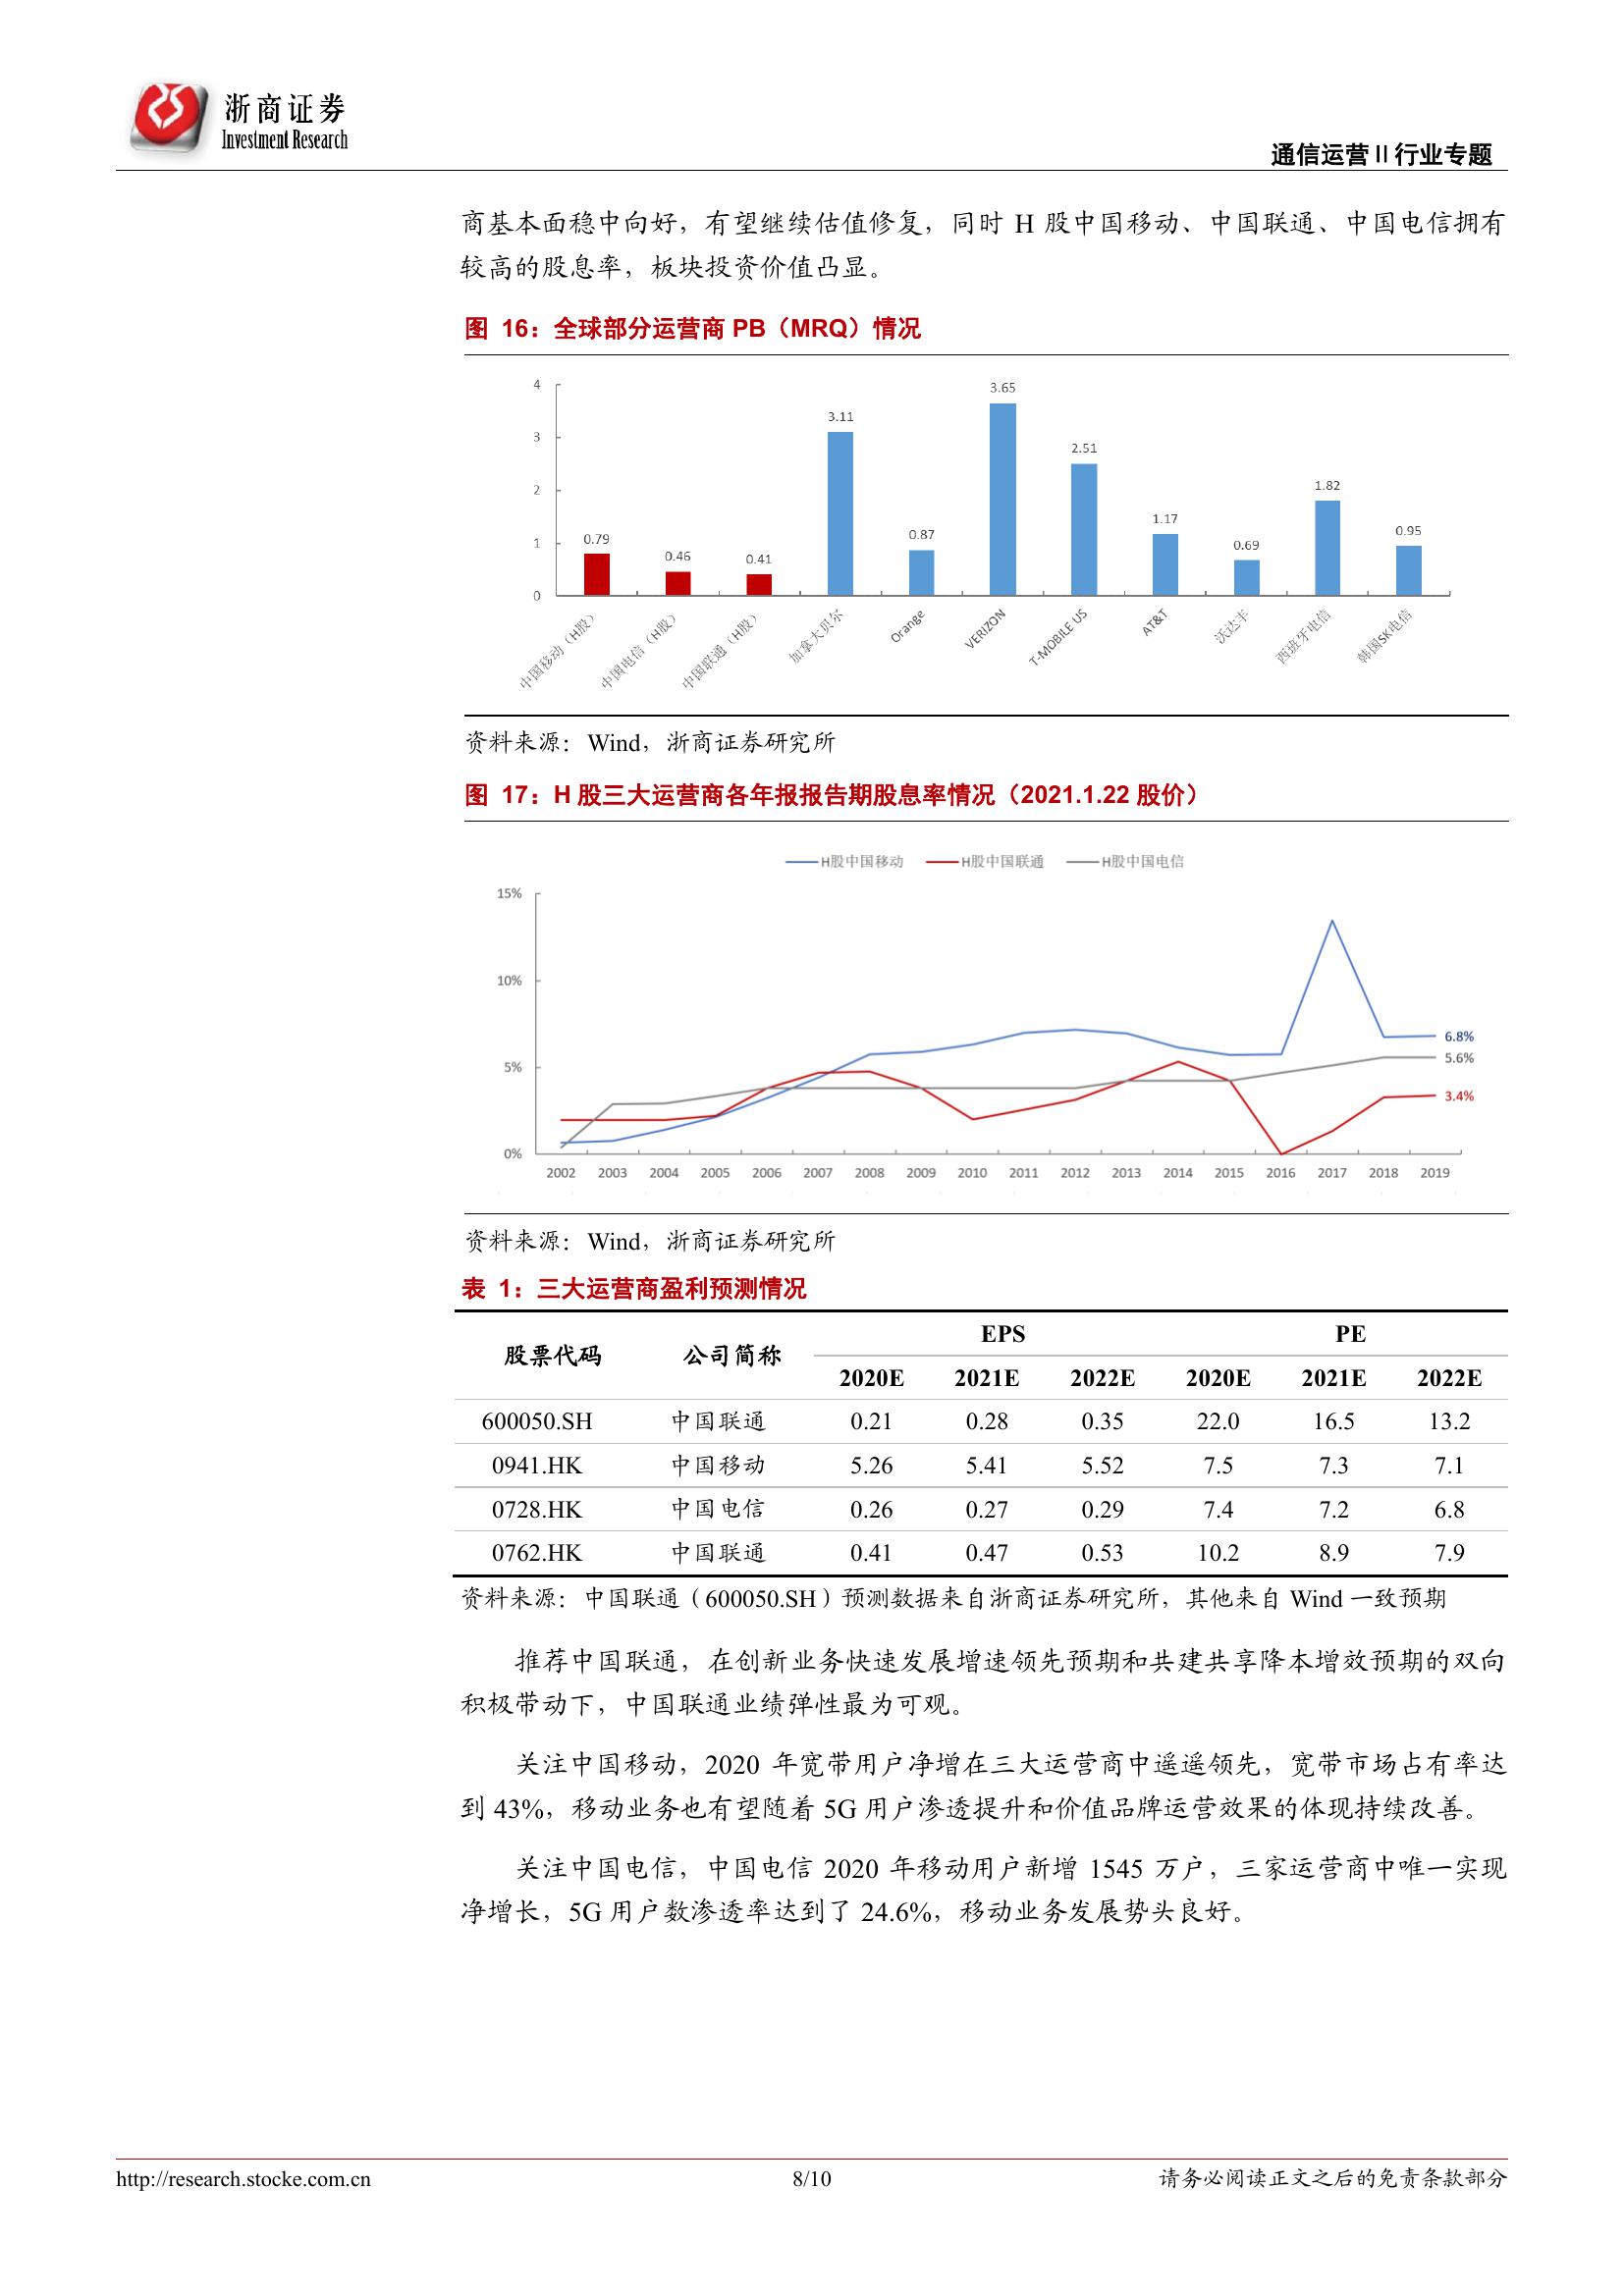 浙商证券
Investment Research
通信运营Ⅱ行业专题
商基本面稳中向好，有望继续估值修复，同时 H 股中国移动、中国联通、中国电信拥有
较高的股息率，板块投资价值凸显。
图 16：全球部分运营商 PB（MRQ）情况
4
3
2
1
0
0.79
0.46
0.41
3.11
0.87
3.65
2.51
1.17
0.69
1.82
0.95
中国移动（H股）
中国电信（H股）
中国联通（H股）
加拿大贝尔
Orange
VERIZON
T-MOBILE US
AT&T
沃达丰
西班牙电信
韩国SK电信
资料来源：Wind，浙商证券研究所
图 17：H 股三大运营商各年报报告期股息率情况（2021.1.22 股价）
H股中国移动 H股中国联通 H股中国电信
15%
10%
5%
0%
6.8%
5.6%
3.4%
2002 2003 2004 2005 2006 2007 2008 2009 2010 2011 2012 2013 2014 2015 2016 2017 2018 2019
资料来源：Wind，浙商证券研究所
表 1：三大运营商盈利预测情况
股票代码 公司简称 EPS PE
2020E 2021E 2022E 2020E 2021E 2022E
600050.SH 中国联通 0.21 0.28 0.35 22.0 16.5 13.2
0941.HK 中国移动 5.26 5.41 5.52 7.5 7.3 7.1
0728.HK 中国电信 0.26 0.27 0.29 7.4 7.2 6.8
0762.HK 中国联通 0.41 0.47 0.53 10.2 8.9 7.9
资料来源：中国联通（600050.SH）预测数据来自浙商证券研究所，其他来自 Wind 一致预期
推荐中国联通，在创新业务快速发展增速领先预期和共建共享降本增效预期的双向
积极带动下，中国联通业绩弹性最为可观。
关注中国移动，2020 年宽带用户净增在三大运营商中遥遥领先，宽带市场占有率达
到 43%，移动业务也有望随着 5G 用户渗透提升和价值品牌运营效果的体现持续改善。
关注中国电信，中国电信 2020 年移动用户新增 1545 万户，三家运营商中唯一实现
净增长，5G 用户数渗透率达到了 24.6%，移动业务发展势头良好。
http://research.stocke.com.cn 8/10 请务必阅读正文之后的免责条款部分